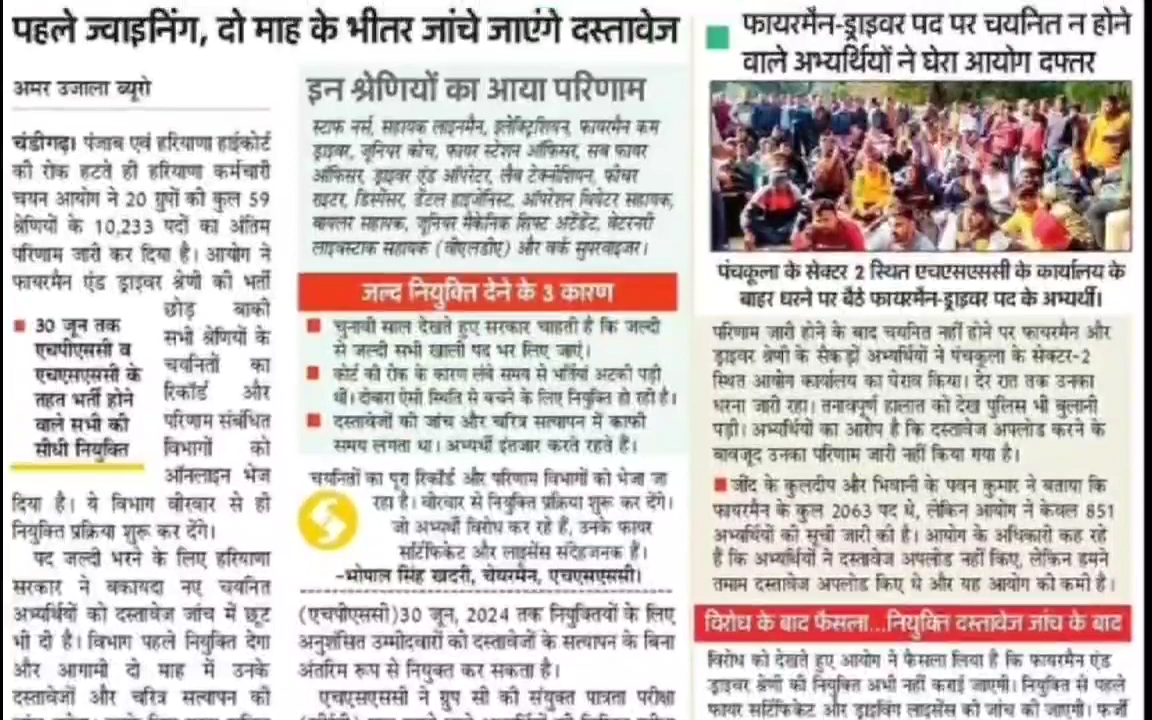 पहले ज्वाइनिंग, दो माह के भीतर जांचे जाएंगे दस्तावेज
अमर उजाला ब्यूरो
चंडीगढ़। पंजाब एवं हरियाणा हाईकोर्ट
की रोक हटते ही हरियाणा कर्मचारी
चयन आयोग ने 20 ग्रुपों की कुल 59
श्रेणियों के 10,233 पदों का अंतिम
परिणाम जारी कर दिया है। आयोग ने
फायरमैन एंड ड्राइवर श्रेणी की भर्ती
छोड़ बाकी
सभी श्रेणियों के
चयनितों का
रिकॉर्ड और
परिणाम संबंधित
विभागों को
ऑनलाइन भेज
30 जून तक
एचपीएससी व
एचएसएससी के
तहत भर्ती होने
वाले सभी की
सीधी नियुक्ति
दिया है। ये विभाग वीरवार से ही
नियुक्ति प्रक्रिया शुरू कर देंगे।
पद जल्दी भरने के लिए हरियाणा
सरकार ने बकायदा नए चयनित
अभ्यर्थियों को दस्तावेज जांच में छूट
भी दी है। विभाग पहले नियुक्ति देगा
और आगामी दो माह में उनके
दस्तावेजों और चरित्र सत्यापन की
इन श्रेणियों का आया परिणाम
स्टाफ नर्स, सहायक लाइनमैन, इलेक्ट्रिशियन, फायरमैन कम
ड्राइवर, जूनियर कोच, फायर स्टेशन ऑफिसर, सब फायर
ऑफिसर, ड्राइवर एंड ऑपरेटर, लैब टेक्नीशियन, फीचर
राइटर, डिस्पेंसर, डेंटल हाइजीनिस्ट, ऑपरेशन थियेटर सहायक,
बायलर सहायक, जूनियर मैकेनिक शिफ्ट अटेंडेंट, वेटरनरी
लाइवस्टाक सहायक (वीएलडीए) और वर्क सुपरवाइजर।
जल्द नियुक्ति देने के 3 कारण
चुनावी साल देखते हुए सरकार चाहती है कि जल्दी
से जल्दी सभी खाली पद भर लिए जाएं।
कोर्ट की रोक के कारण लंबे समय से भर्तियां अटकी पड़ी
थी। दोबारा ऐसी स्थिति से बचने के लिए नियुक्ति हो रही है।
दस्तावेजों की जांच और चरित्र सत्यापन में काफी
समय लगता था। अभ्यर्थी इंतजार करते रहते हैं।
चयनितों का पूरा रिकॉर्ड और परिणाम विभागों को भेजा जा
रहा है। वीरवार से नियुक्ति प्रक्रिया शुरू कर देंगे।
जो अभ्यर्थी विरोध कर रहे हैं, उनके फायर
सर्टिफिकेट और लाइसेंस संदेहजनक हैं।
-भोपाल सिंह खदरी, चेयरमैन, एचएसएससी।
(एचपीएससी)30 जून, 2024 तक नियुक्तियों के लिए
अनुशंसित उम्मीदवारों को दस्तावेजों के सत्यापन के बिना
अंतरिम रूप से नियुक्त कर सकता है।
एचएसएससी ने ग्रुप सी की संयुक्त पात्रता परीक्षा
फायरमैन-ड्राइवर पद पर चयनित न होने
वाले अभ्यर्थियों ने घेरा आयोग दफ्तर
पंचकूला के सेक्टर 2 स्थित एचएसएससी के कार्यालय के
बाहर धरने पर बैठे फायरमैन-ड्राइवर पद के अभ्यर्थी।
परिणाम जारी होने के बाद चयनित नहीं होने पर फायरमैन और
ड्राइवर श्रेणी के सैकड़ों अभ्यर्थियों ने पंचकूला के सेक्टर-2
स्थित आयोग कार्यालय का घेराव किया। देर रात तक उनका
धरना जारी रहा। तनावपूर्ण हालात को देख पुलिस भी बुलानी
पड़ी। अभ्यर्थियों का आरोप है कि दस्तावेज अपलोड करने के
बावजूद उनका परिणाम जारी नहीं किया गया है।
जींद के कुलदीप और भिवानी के पवन कुमार ने बताया कि
फायरमैन के कुल 2063 पद थे, लेकिन आयोग ने केवल 851
अभ्यर्थियों की सूची जारी की है। आयोग के अधिकारी कह रहे
हैं कि अभ्यर्थियों ने दस्तावेज अपलोड नहीं किए, लेकिन हमने
तमाम दस्तावेज अपलोड किए थे और यह आयोग की कमी है।
विरोध के बाद फैसला...नियुक्ति दस्तावेज जांच के बाद
विरोध को देखते हुए आयोग ने फैसला लिया है कि फायरमैन एंड
ड्राइवर श्रेणी की नियुक्ति अभी नहीं कराई जाएगी। नियुक्ति से पहले
फायर सर्टिफिकेट और ड्राइविंग लाइसेंस की जांच की जाएगी। फर्जी